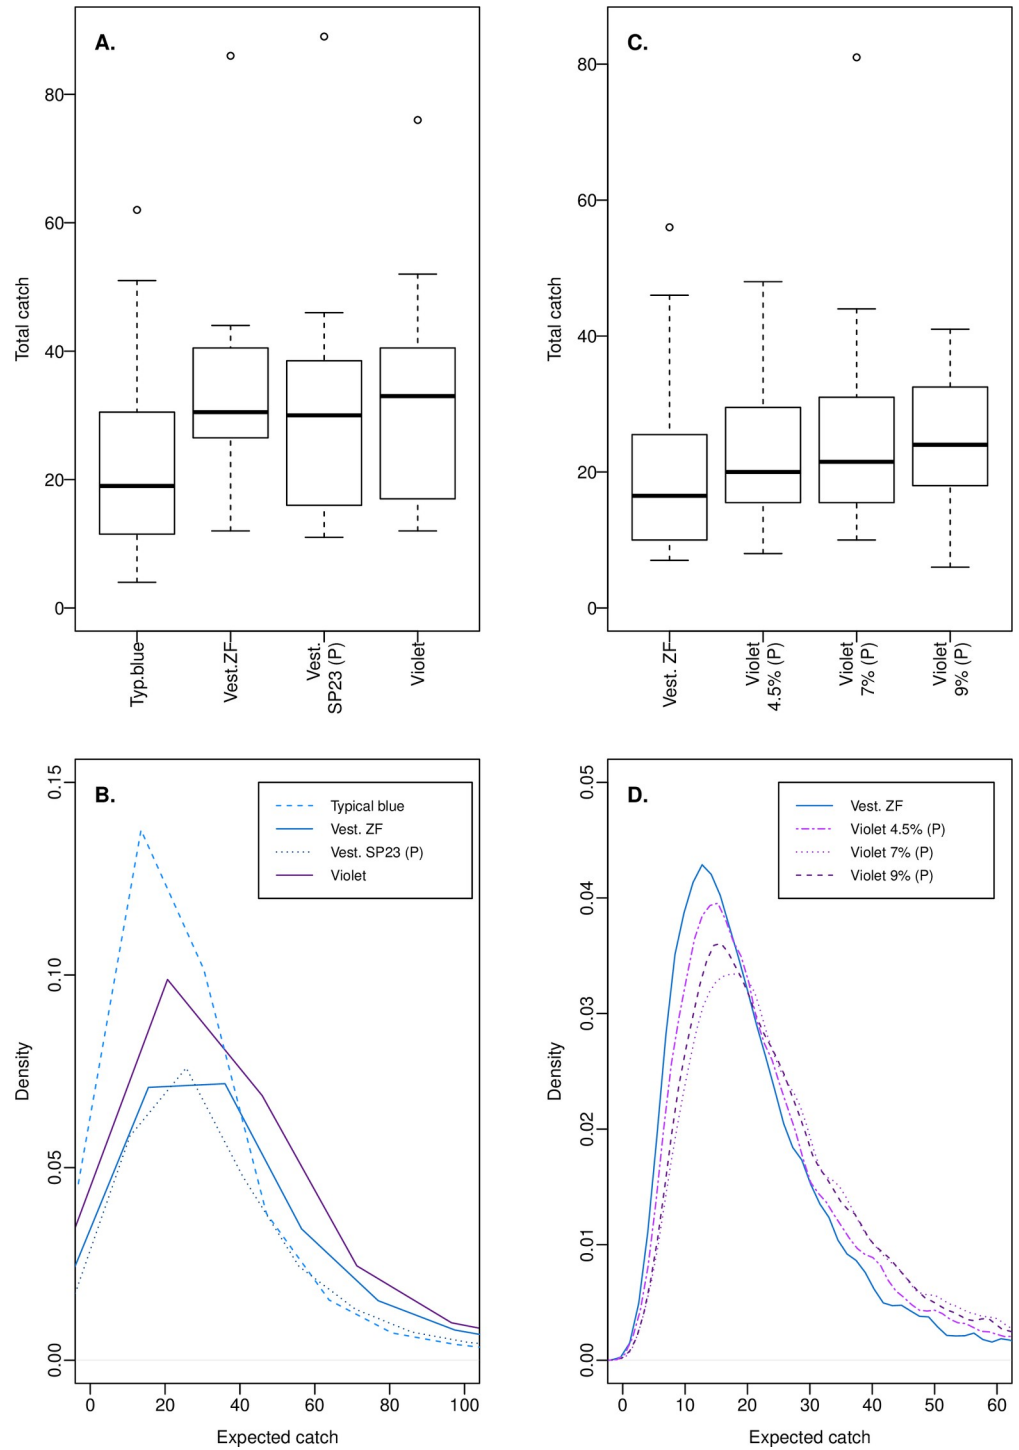 A.
Total catch
80
60
40
20
0
Typ.blue
Vest.ZF
Vest.
SP23 (P)
Violet
C.
Total catch
80
60
40
20
0
Vest. ZF
Violet
4.5% (P)
Violet
7% (P)
Violet
9% (P)
B.
Density
0.15
0.10
0.05
0.00
Typical blue
Vest. ZF
Vest. SP23 (P)
Violet
0 20 40 60 80 100
Expected catch
D.
Density
0.05
0.04
0.03
0.02
0.01
0.00
Vest. ZF
Violet 4.5% (P)
Violet 7% (P)
Violet 9% (P)
0 10 20 30 40 50 60
Expected catch